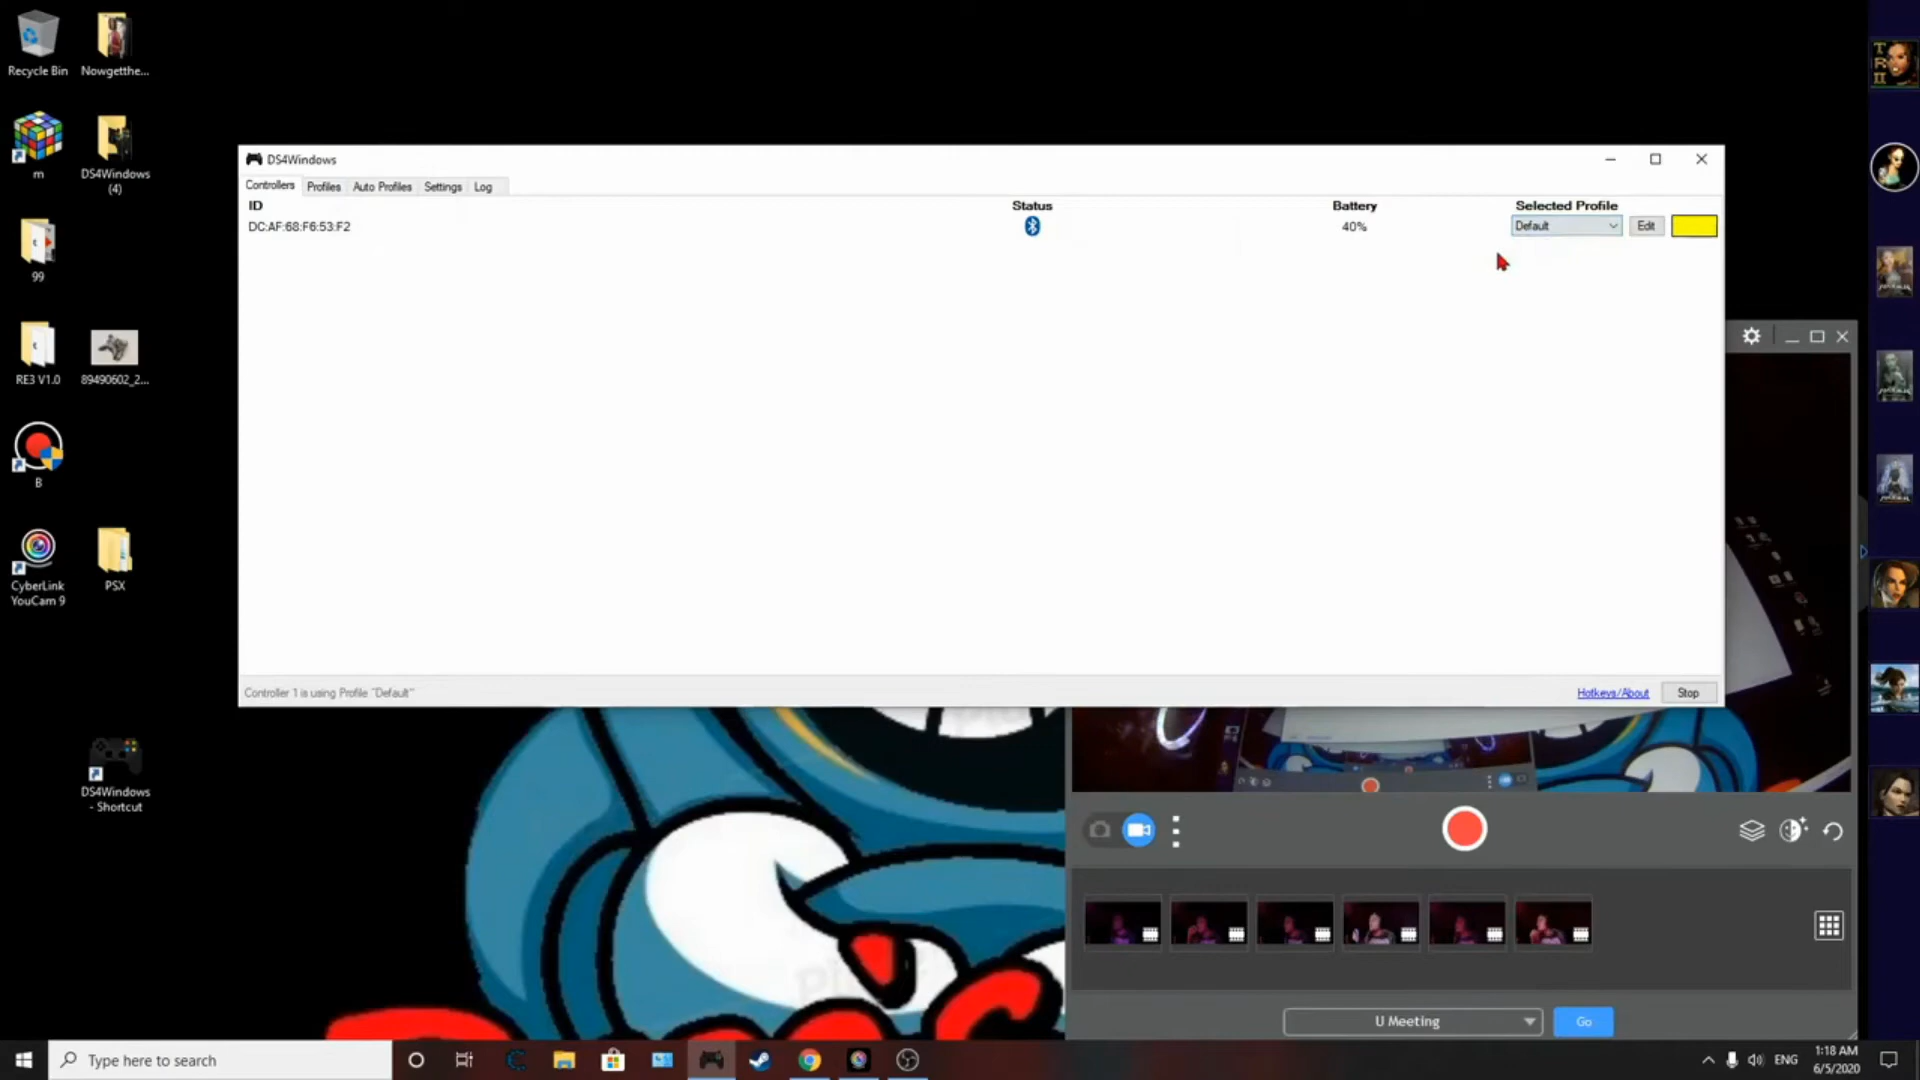 Recycle Bin
Nowgetthe...
m
DS4Windows
(4)
99
RE3 V1.0
89490602_2...
B
CyberLink
YouCam 9
PSX
DS4Windows
- Shortcut
DS4Windows
Controllers
Profiles
Auto Profiles
Settings
Log
ID
Status
Battery
Selected Profile
DC:AF:68:F6:53:F2
40%
Default
Edit
Controller 1 is using Profile "Default"
Hotkeys/About
Stop
T
R
II
U Meeting
Go
Type here to search
ENG
1:18 AM
6/5/2020